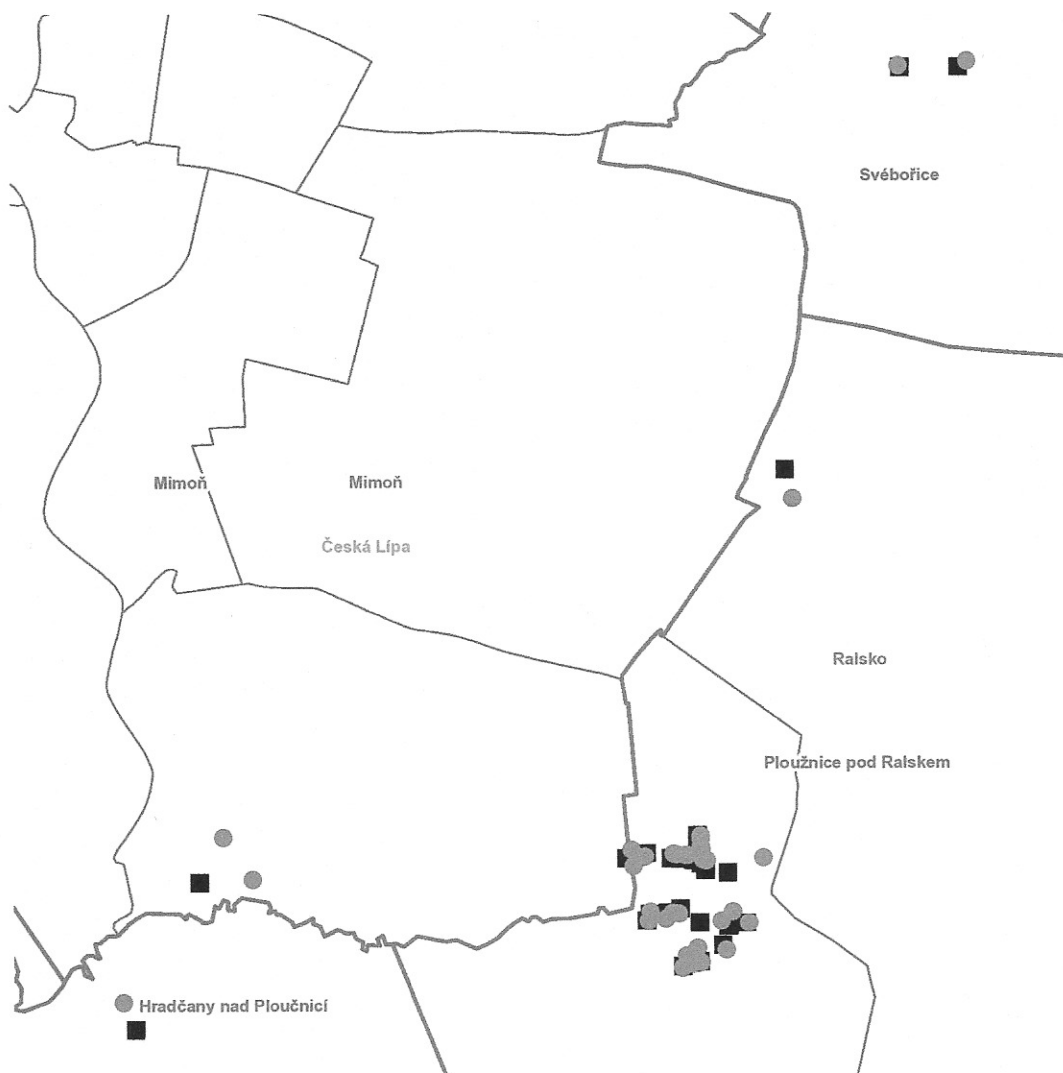 Svébořice
Mimoň
Mimoň
Česká Lípa
Ralsko
Ploužnice pod Ralskem
Hradčany nad Ploučnicí